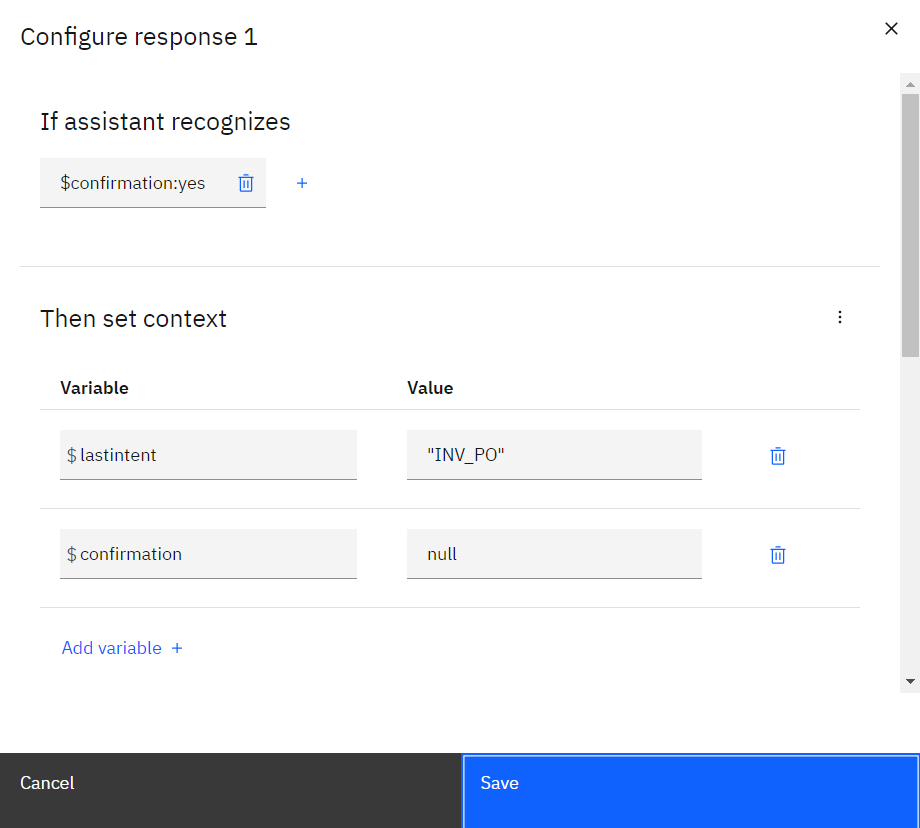 Configure response 1
If assistant recognizes
$confirmation:yes
Then set context
Variable Value
$ lastintent "INV_PO"
$ confirmation null
Add variable +
Cancel Save